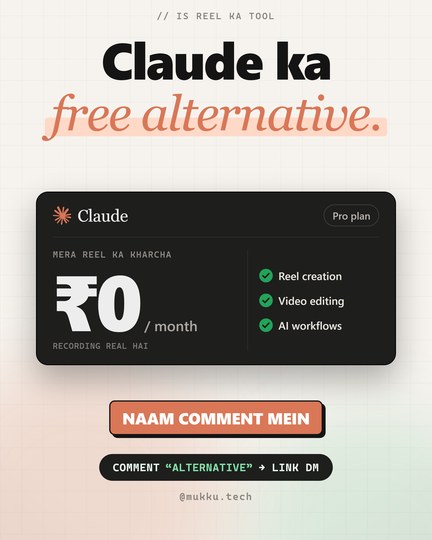 // IS REEL KA TOOL
Claude ka
free alternative.
Claude
Pro plan
MERA REEL KA KHARCHA
₹0 / month
RECORDING REAL HAI
Reel creation
Video editing
AI workflows
NAAM COMMENT MEIN
COMMENT “ALTERNATIVE” → LINK DM
@mukku.tech